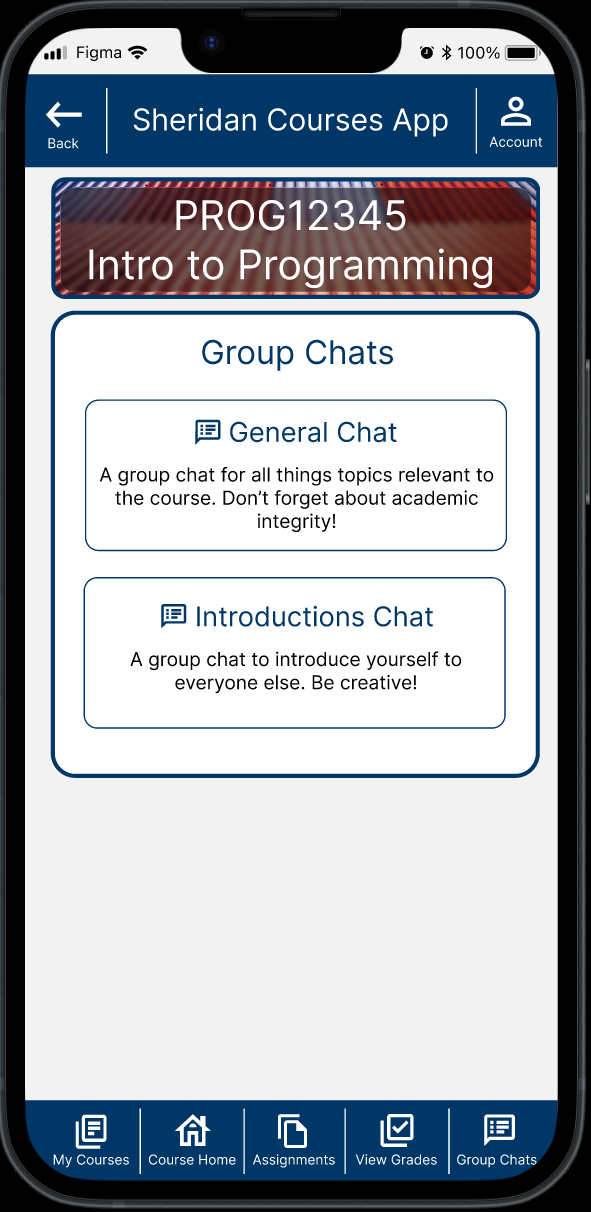 Figma 100%
Sheridan Courses App
Back
Account
PROG12345
Intro to Programming
Group Chats
General Chat
A group chat for all things topics relevant to
the course. Don’t forget about academic
integrity!
Introductions Chat
A group chat to introduce yourself to
everyone else. Be creative!
My Courses
Course Home
Assignments
View Grades
Group Chats